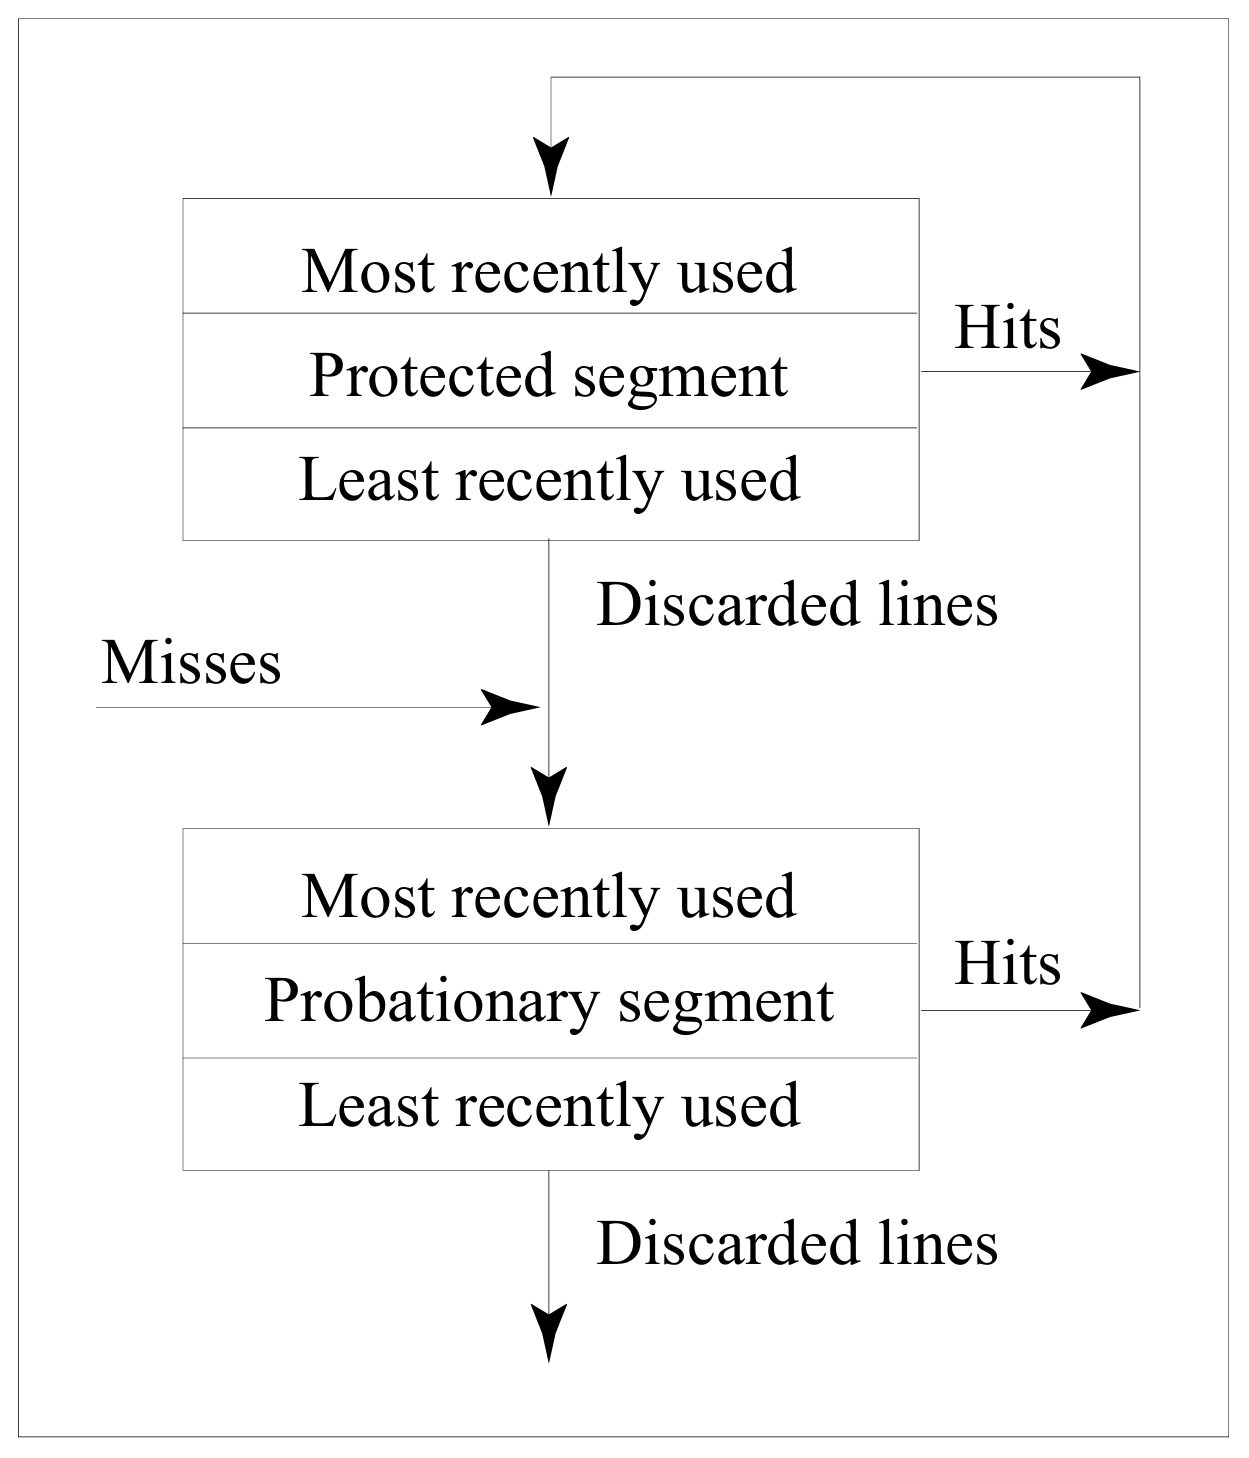 Most recently used
Protected segment
Hits
Least recently used
Discarded lines
Misses
Most recently used
Probationary segment
Hits
Least recently used
Discarded lines